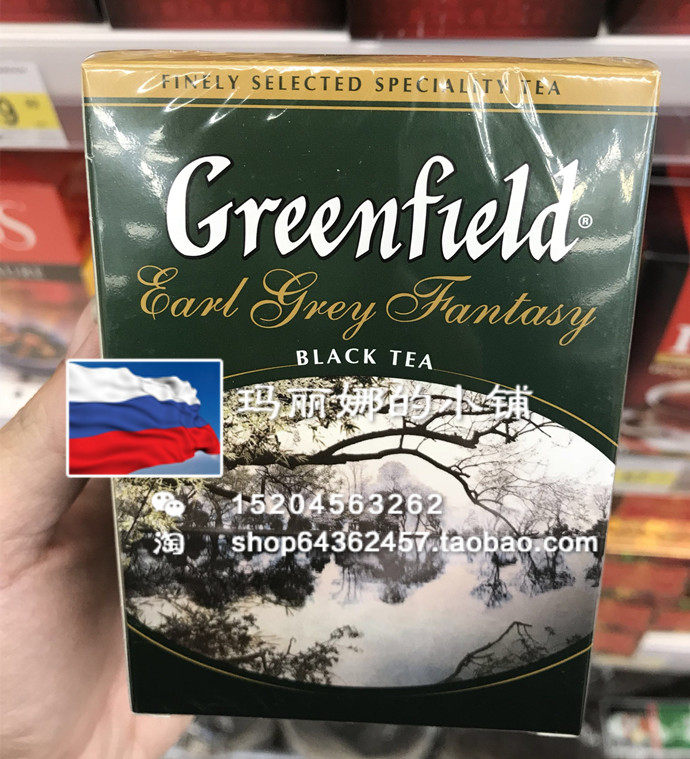 FINELY SELECTED SPECIALITY TEA
Greenfield®
Earl Grey Fantasy
BLACK TEA
玛丽娜的小铺
15204563262
淘 shop64362457.taobao.com